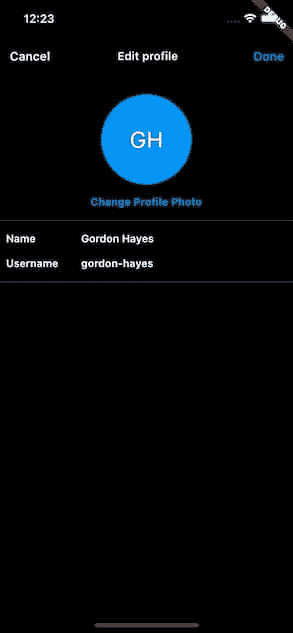 12:23
DEBUG
Cancel Edit profile Done
GH
Change Profile Photo
Name Gordon Hayes
Username gordon-hayes